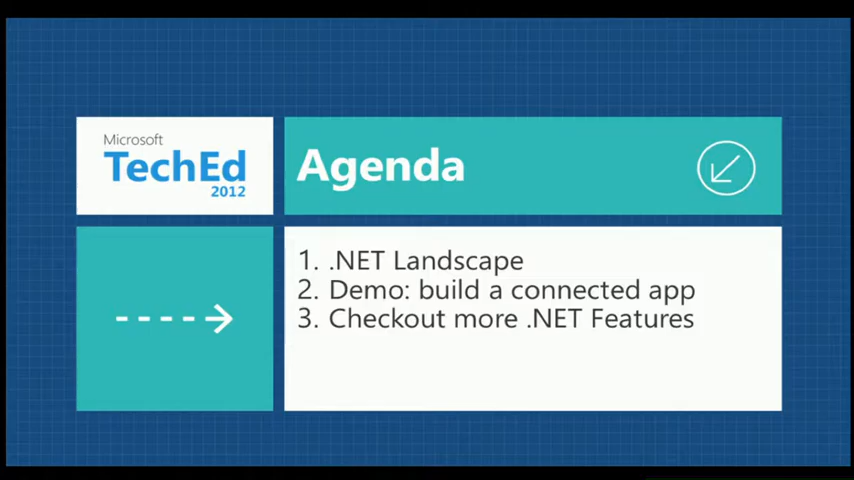 Microsoft
TechEd
2012
Agenda
1. .NET Landscape
2. Demo: build a connected app
3. Checkout more .NET Features